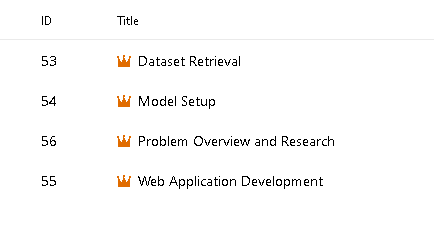 ID Title
53 Dataset Retrieval
54 Model Setup
56 Problem Overview and Research
55 Web Application Development